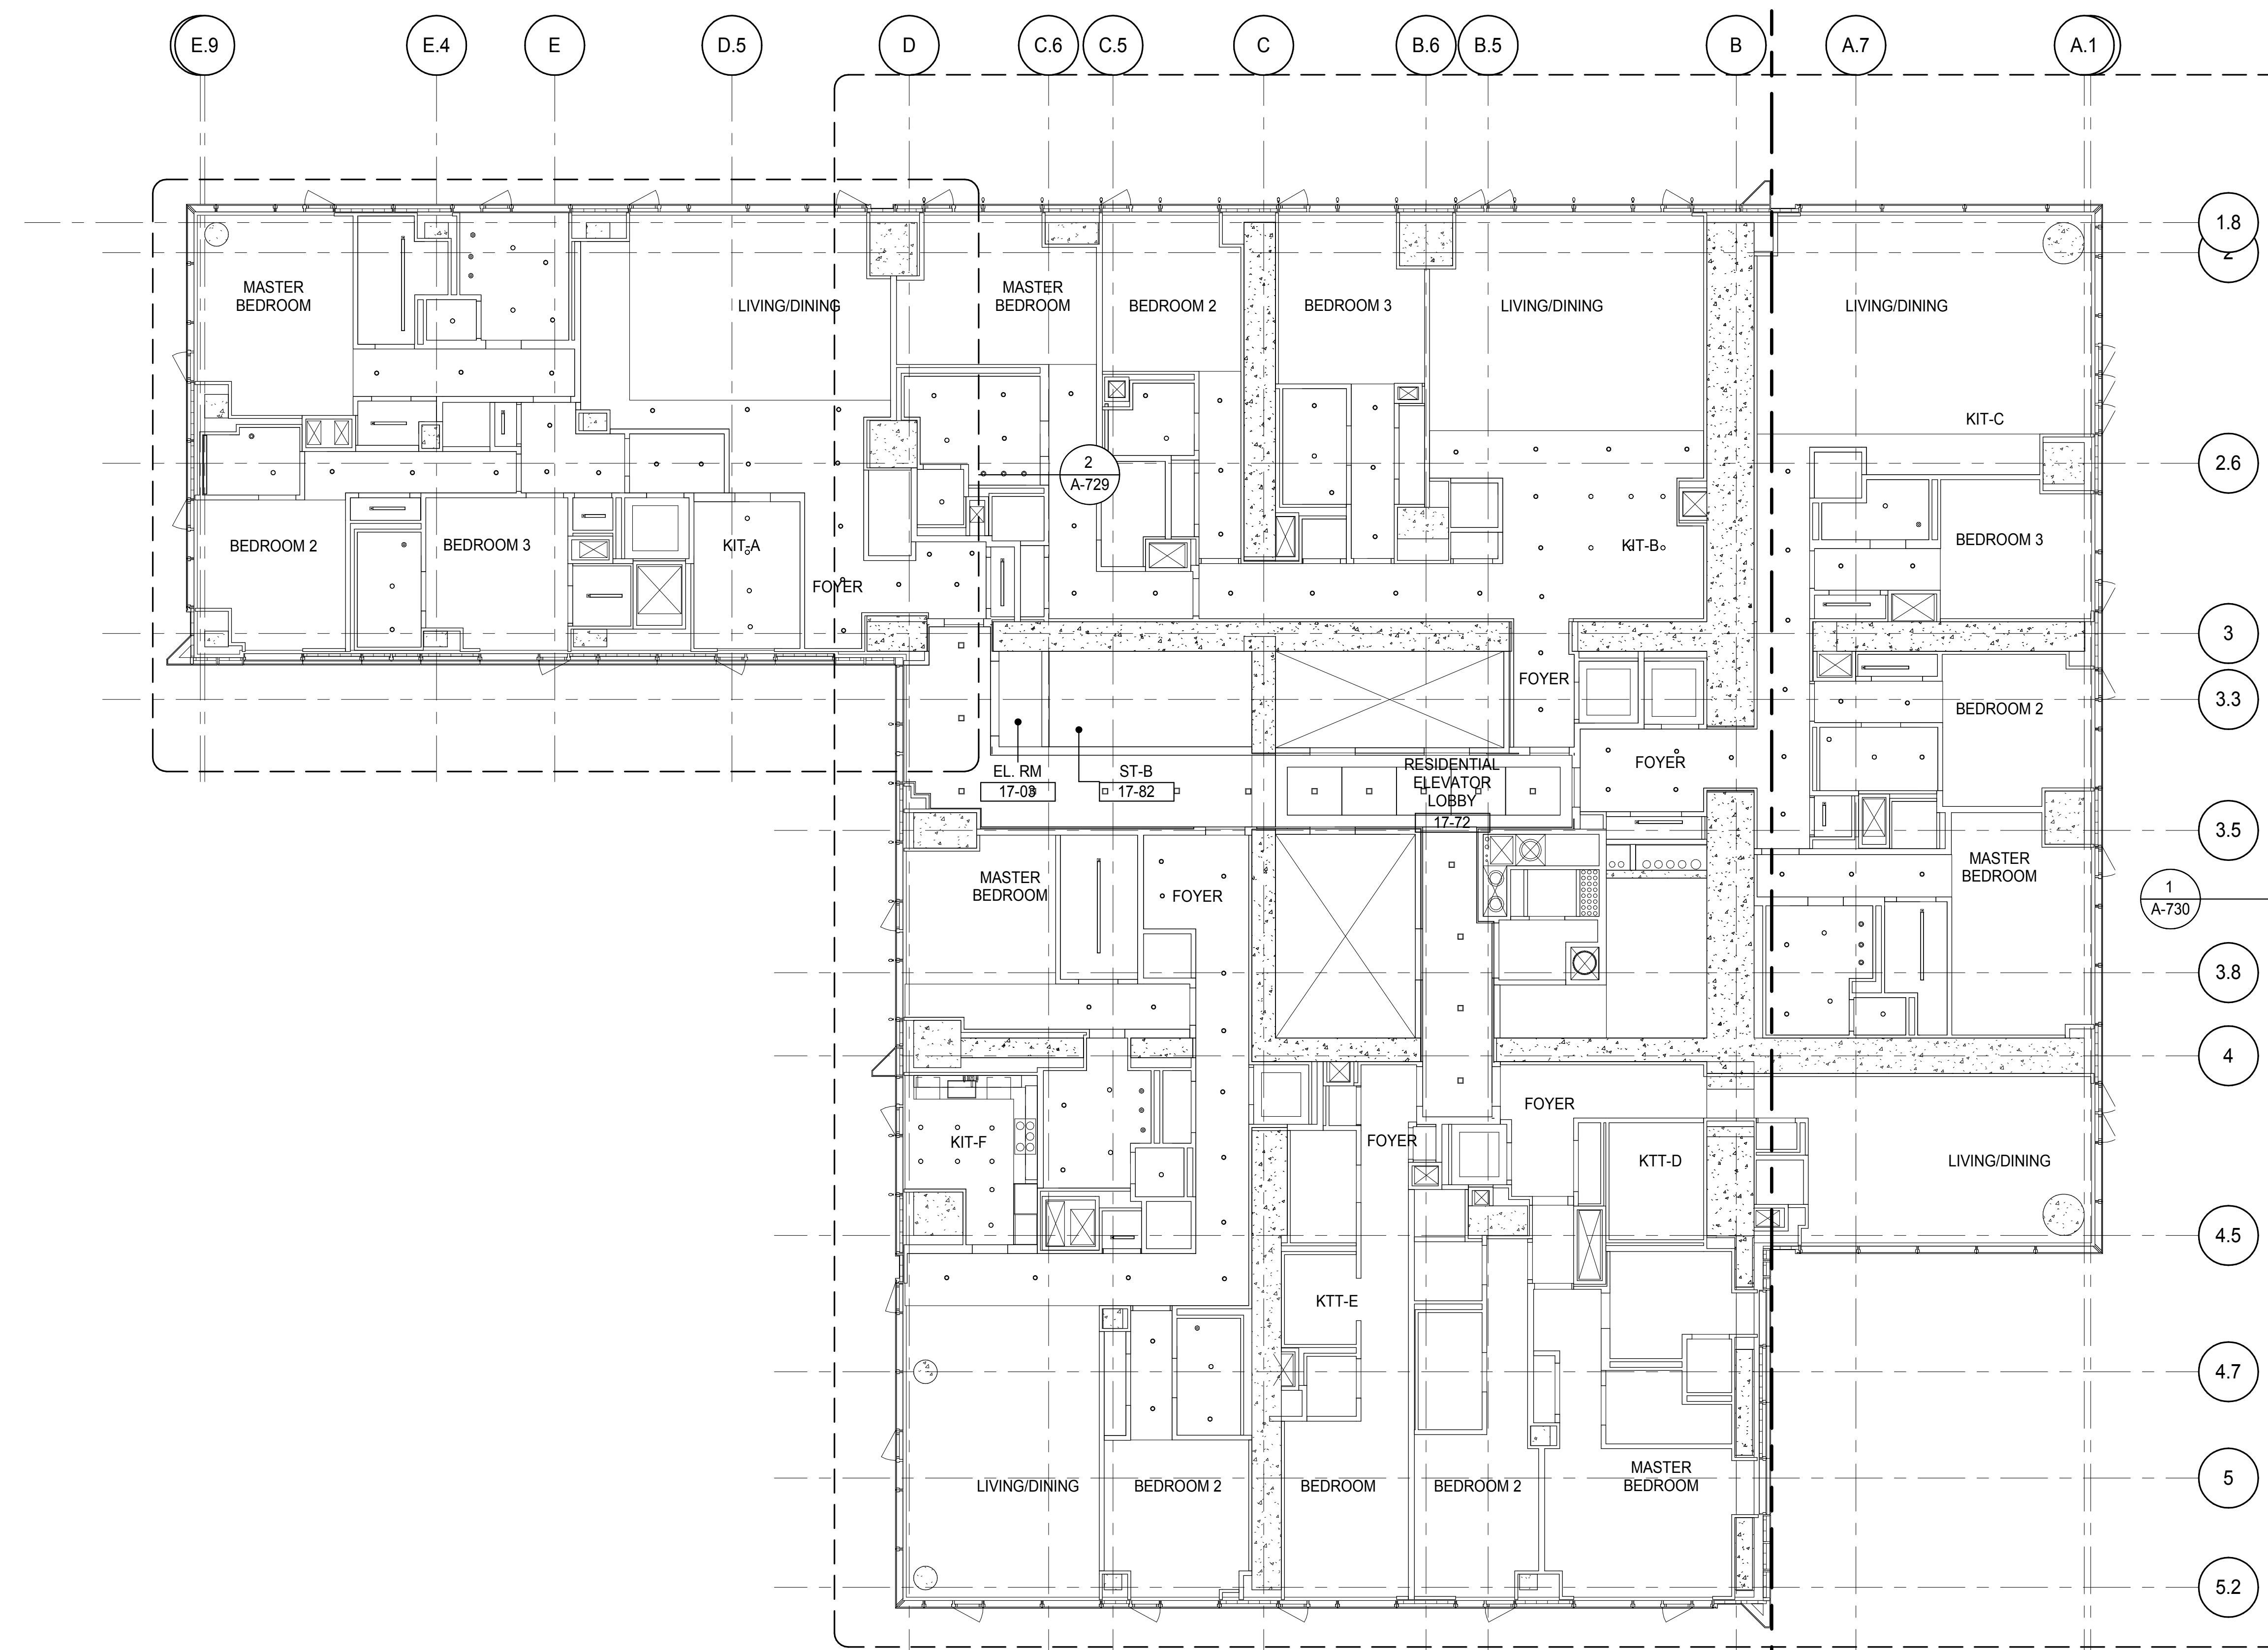 E.9
E.4
E
D.5
D
C.6
C.5
C
B.6
B.5
B
A.7
A.1
1.8
2
MASTER
BEDROOM
LIVING/DINING
MASTER
BEDROOM
BEDROOM 2
BEDROOM 3
LIVING/DINING
LIVING/DINING
KIT-C
2
A-729
2.6
BEDROOM 2
BEDROOM 3
KIT-A
FOYER
KIT-B
BEDROOM 3
3
FOYER
BEDROOM 2
3.3
EL. RM
17-03
ST-B
17-82
RESIDENTIAL
ELEVATOR
LOBBY
17-72
FOYER
3.5
MASTER
BEDROOM
FOYER
MASTER
BEDROOM
1
A-730
3.8
4
KIT-F
FOYER
FOYER
KTT-D
LIVING/DINING
4.5
KTT-E
4.7
LIVING/DINING
BEDROOM 2
BEDROOM
BEDROOM 2
MASTER
BEDROOM
5
5.2